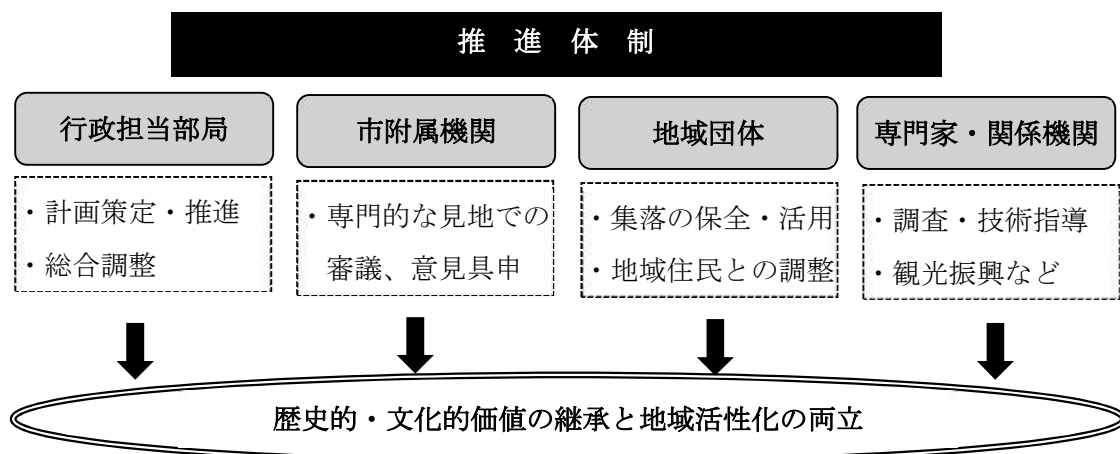 推進体制
行政担当部局
・計画策定・推進
・総合調整
市附属機関
・専門的な見地での
審議、意見具申
地域団体
・集落の保全・活用
・地域住民との調整
専門家・関係機関
・調査・技術指導
・観光振興など
歴史的・文化的価値の継承と地域活性化の両立